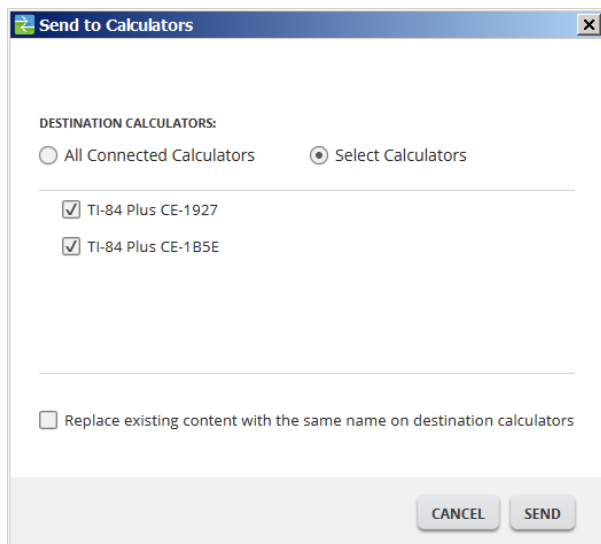 Send to Calculators
DESTINATION CALCULATORS:
All Connected Calculators Select Calculators
TI-84 Plus CE-1927
TI-84 Plus CE-1B5E
Replace existing content with the same name on destination calculators
CANCEL SEND